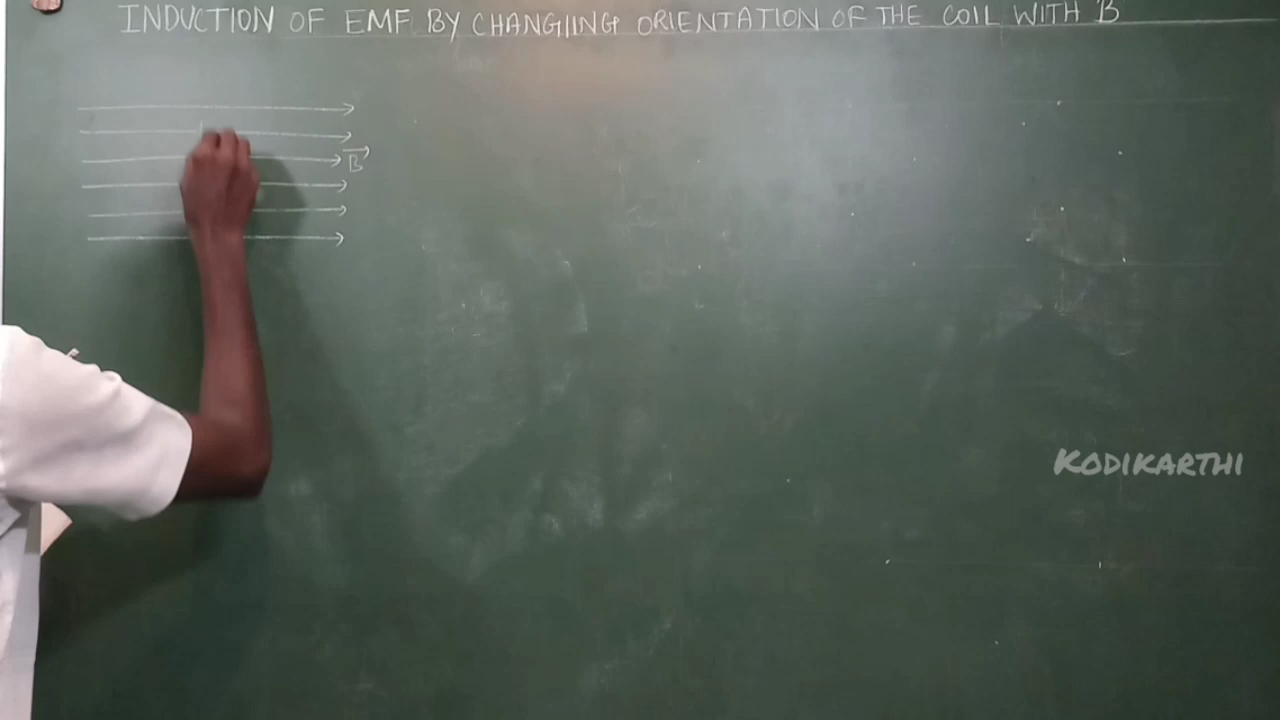 INDUCTION OF EMF BY CHANGIING ORIENTATION OF THE COIL WITH B
B
KODIKARTHI